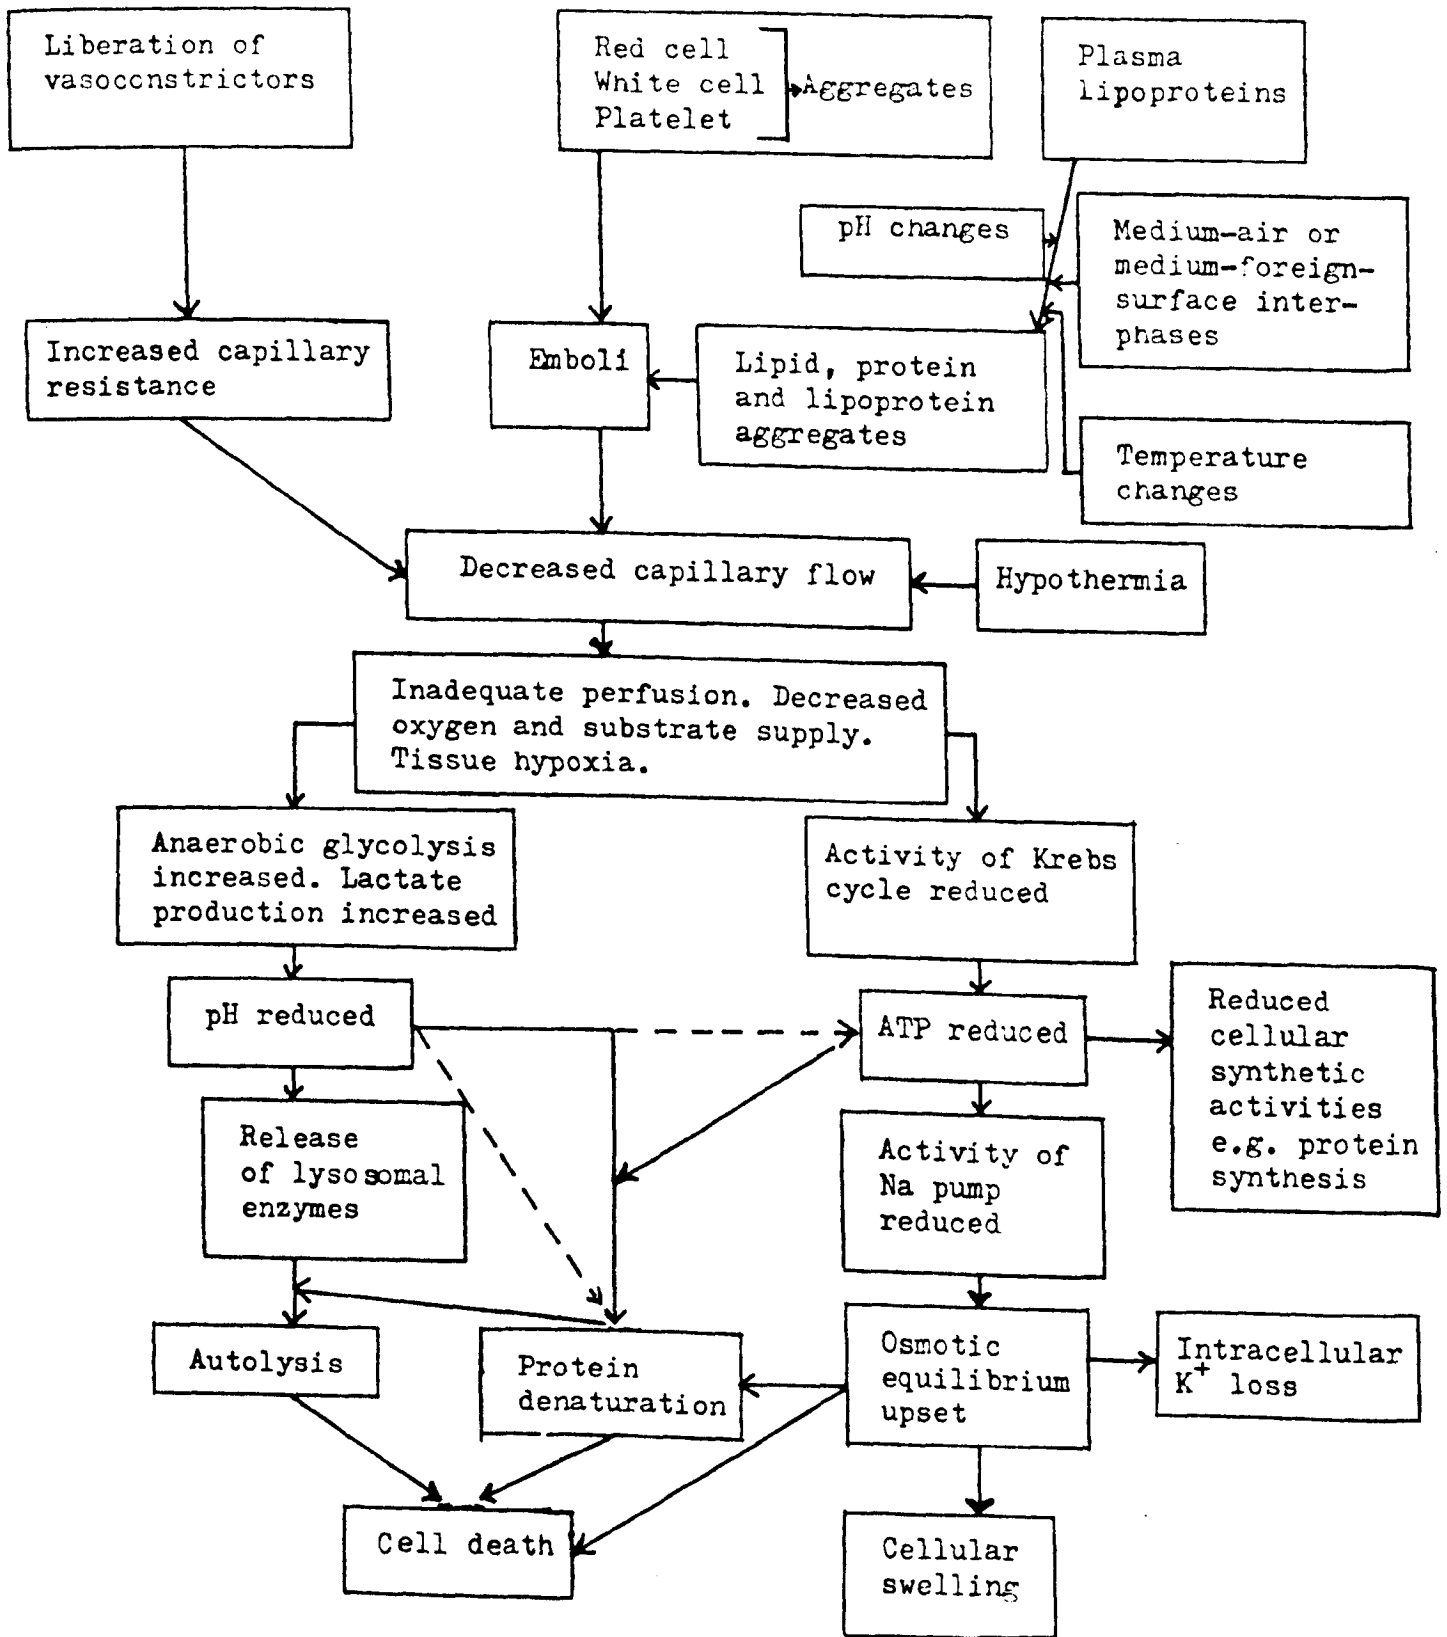 Liberation of
vasoconstrictors
Red cell
White cell
Platelet
Aggregates
Plasma
lipoproteins
pH changes
Medium-air or
medium-foreign-
surface inter-
phases
Increased capillary
resistance
Emboli
Lipid, protein
and lipoprotein
aggregates
Temperature
changes
Decreased capillary flow
Hypothermia
Inadequate perfusion. Decreased
oxygen and substrate supply.
Tissue hypoxia.
Anaerobic glycolysis
increased. Lactate
production increased
Activity of Krebs
cycle reduced
pH reduced
ATP reduced
Reduced
cellular
synthetic
activities
e.g. protein
synthesis
Release
of lysosomal
enzymes
Activity of
Na pump
reduced
Autolysis
Protein
denaturation
Osmotic
equilibrium
upset
Intracellular
K+ loss
Cell death
Cellular
swelling